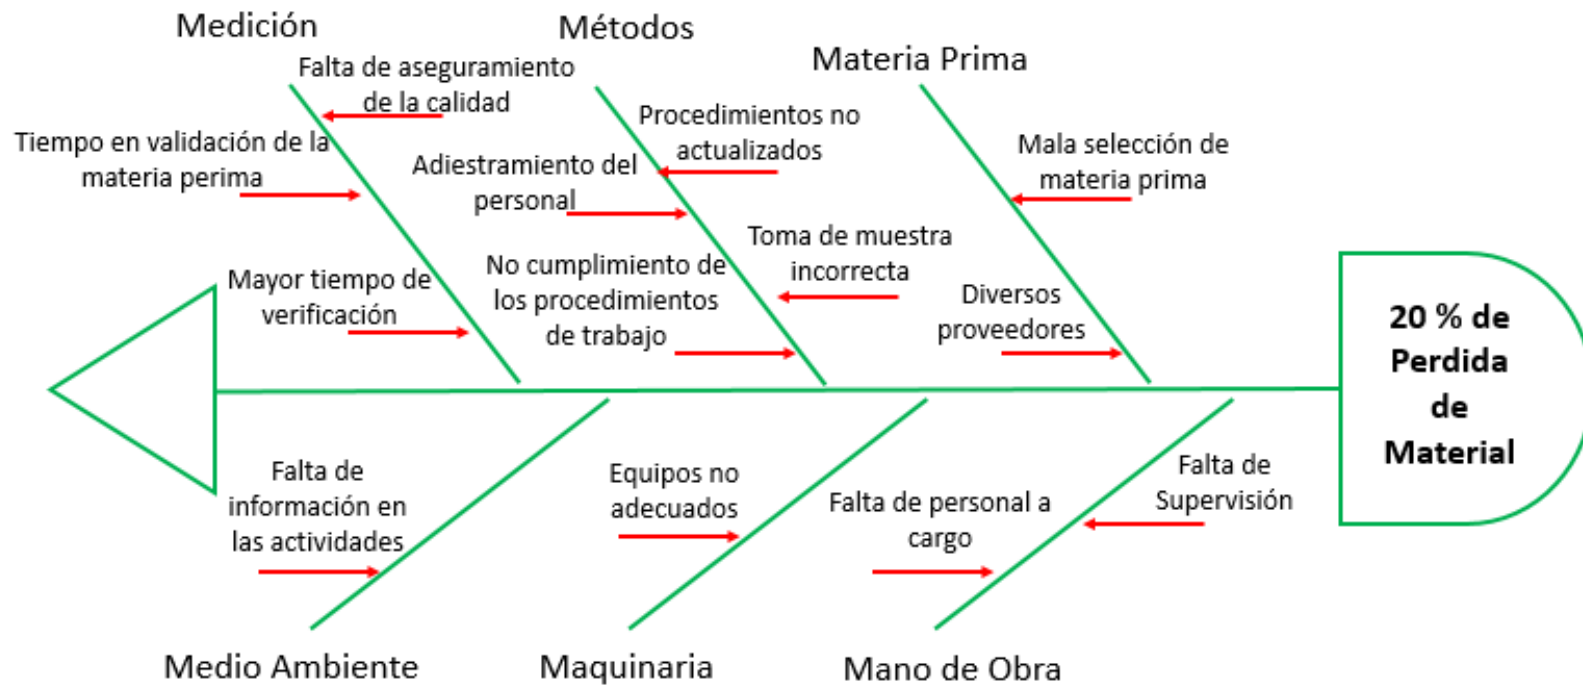 Medición
Falta de aseguramiento
de la calidad
Tiempo en validación de la
materia perima
Mayor tiempo de
verificación
Métodos
Procedimientos no
actualizados
Adiestramiento del
personal
Toma de muestra
incorrecta
No cumplimiento de
los procedimientos
de trabajo
Materia Prima
Mala selección de
materia prima
Diversos
proveedores
20 % de
Perdida
de
Material
Falta de
información en
las actividades
Medio Ambiente
Equipos no
adecuados
Maquinaria
Falta de personal a
cargo
Falta de
Supervisión
Mano de Obra